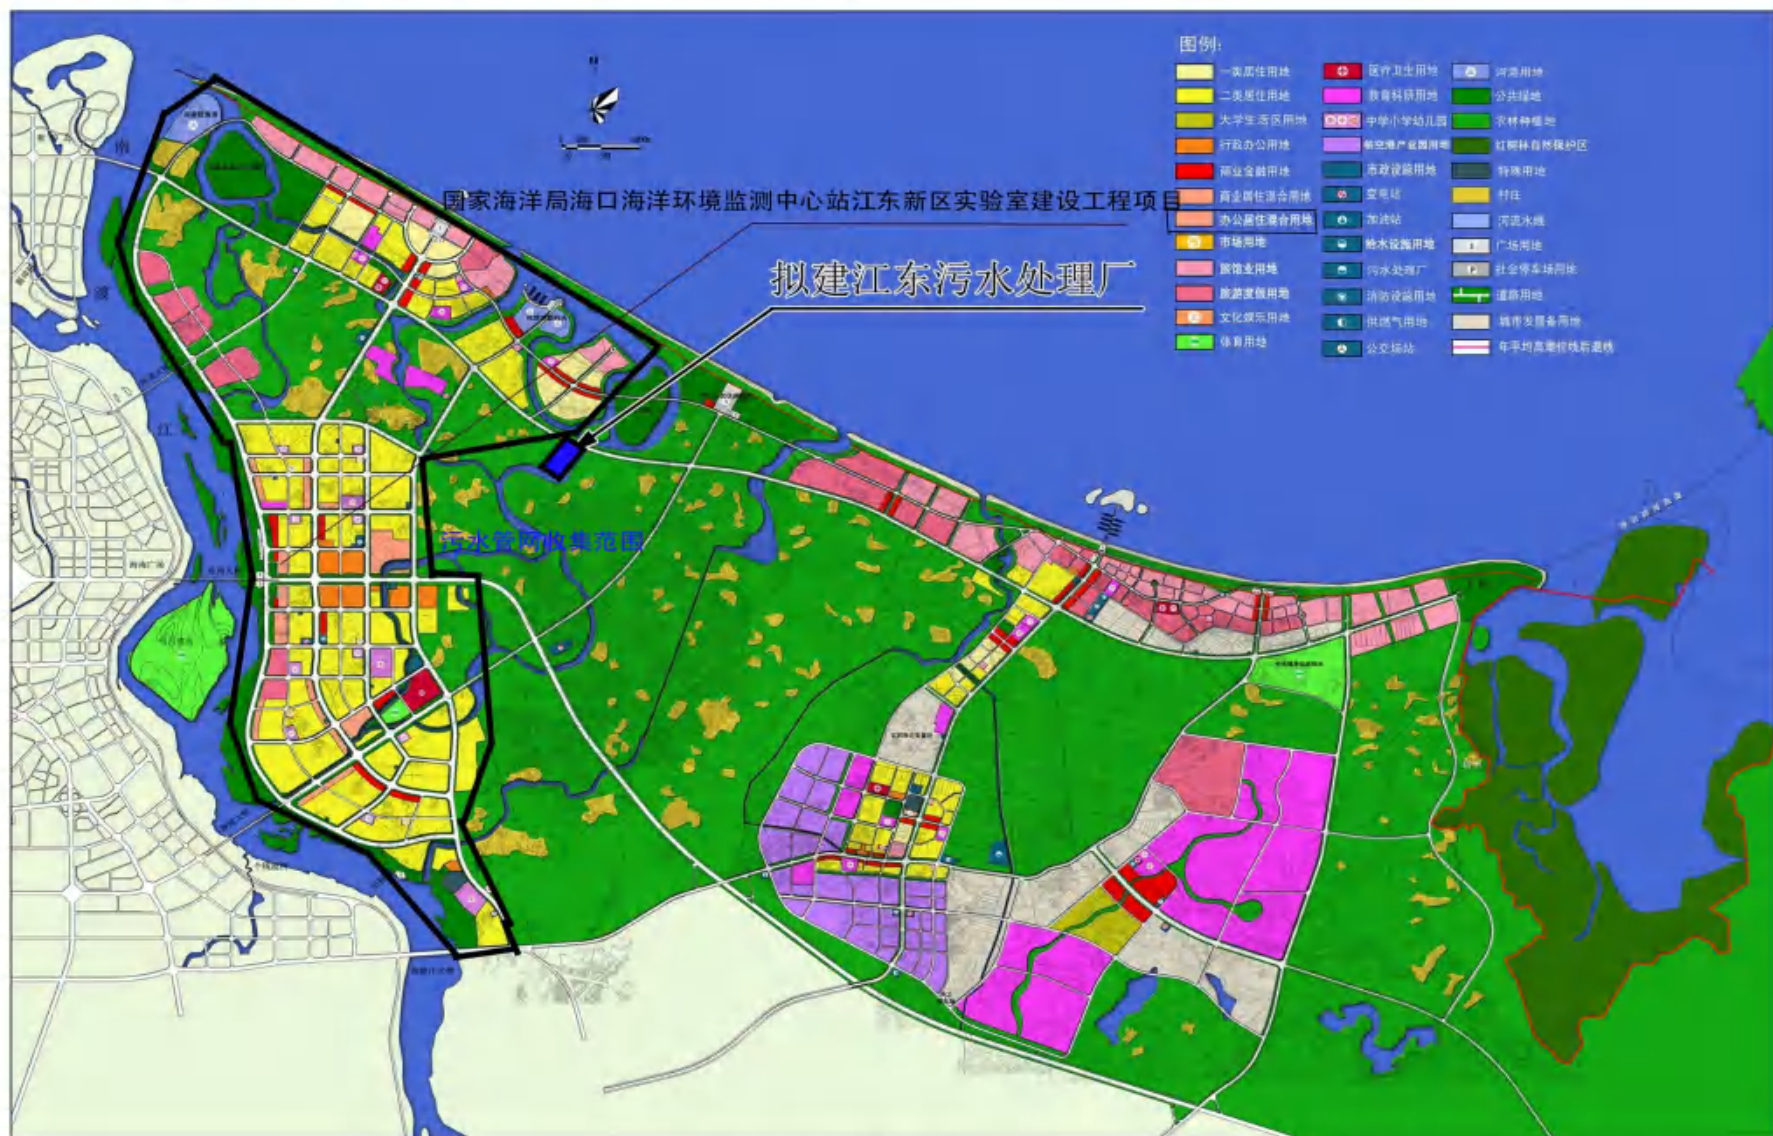 图例:
一类居住用地
医疗卫生用地
河港用地
二类居住用地
教育科研用地
公共绿地
大学生活区用地
中学小学幼儿园
农林种植地
行政办公用地
航空港产业园用地
红树林自然保护区
商业金融用地
市政设施用地
特殊用地
商业居住混合用地
变电站
村庄
办公居住混合用地
加油站
河流水域
市场用地
给水设施用地
广场用地
旅馆业用地
污水处理厂
社会停车场用地
旅游度假用地
消防设施用地
道路用地
文化娱乐用地
供燃气用地
城市发展备用地
体育用地
公交场站
年平均高潮位线后退线
国家海洋局海口海洋环境监测中心站江东新区实验室建设工程项目
拟建江东污水处理厂
污水管网收集范围
南
渡
江
海南广场